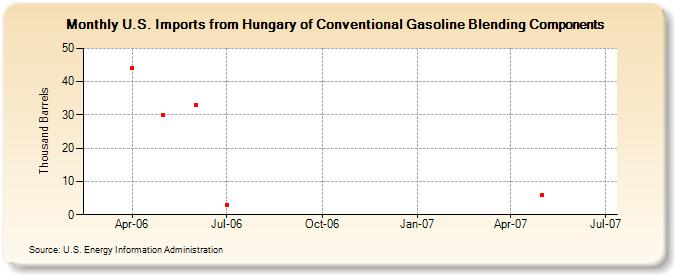 Monthly U.S. Imports from Hungary of Conventional Gasoline Blending Components
Thousand Barrels
50
40
30
20
10
0
Apr-06 Jul-06 Oct-06 Jan-07 Apr-07 Jul-07
Source: U.S. Energy Information Administration